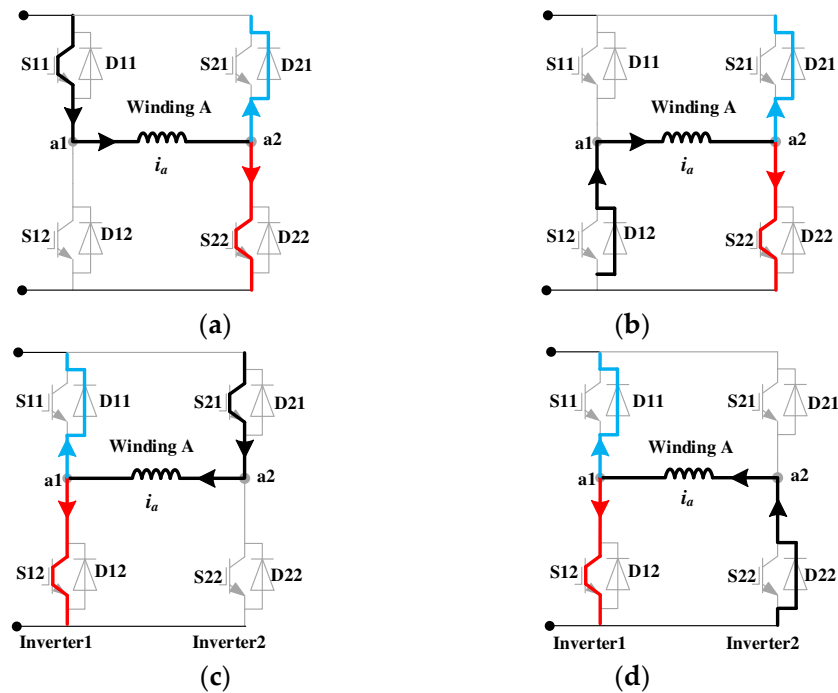 S11 D11 S21 D21
Winding A
a1 a2
i_a
S12 D12 S22 D22
(a)
S11 D11 S21 D21
Winding A
a1 a2
i_a
S12 D12 S22 D22
(b)
S11 D11 S21 D21
Winding A
a1 a2
i_a
S12 D12 S22 D22
Inverter1 Inverter2
(c)
S11 D11 S21 D21
Winding A
a1 a2
i_a
S12 D12 S22 D22
Inverter1 Inverter2
(d)